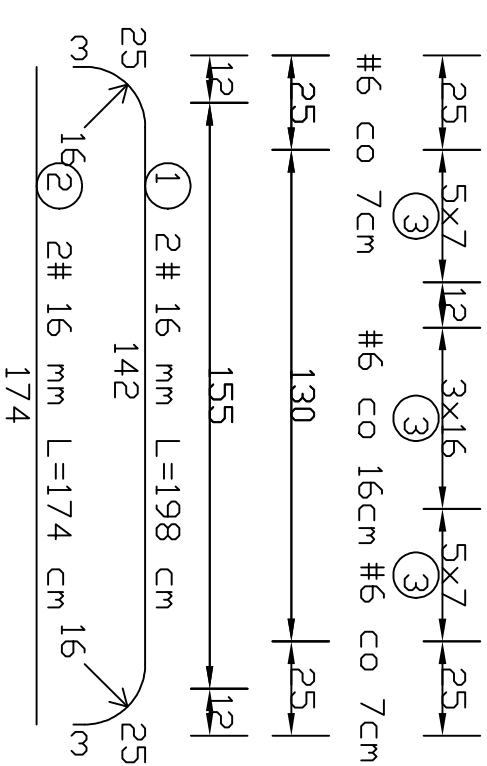 25 5x7 12 3x16 5x7 25
3 3 3
#6 co 7cm #6 co 16cm #6 co 7cm
25 130 25
12 155 12
1 2# 16 mm L=198 cm
25 142 25
3 16 16 3
2 2# 16 mm L=174 cm
174